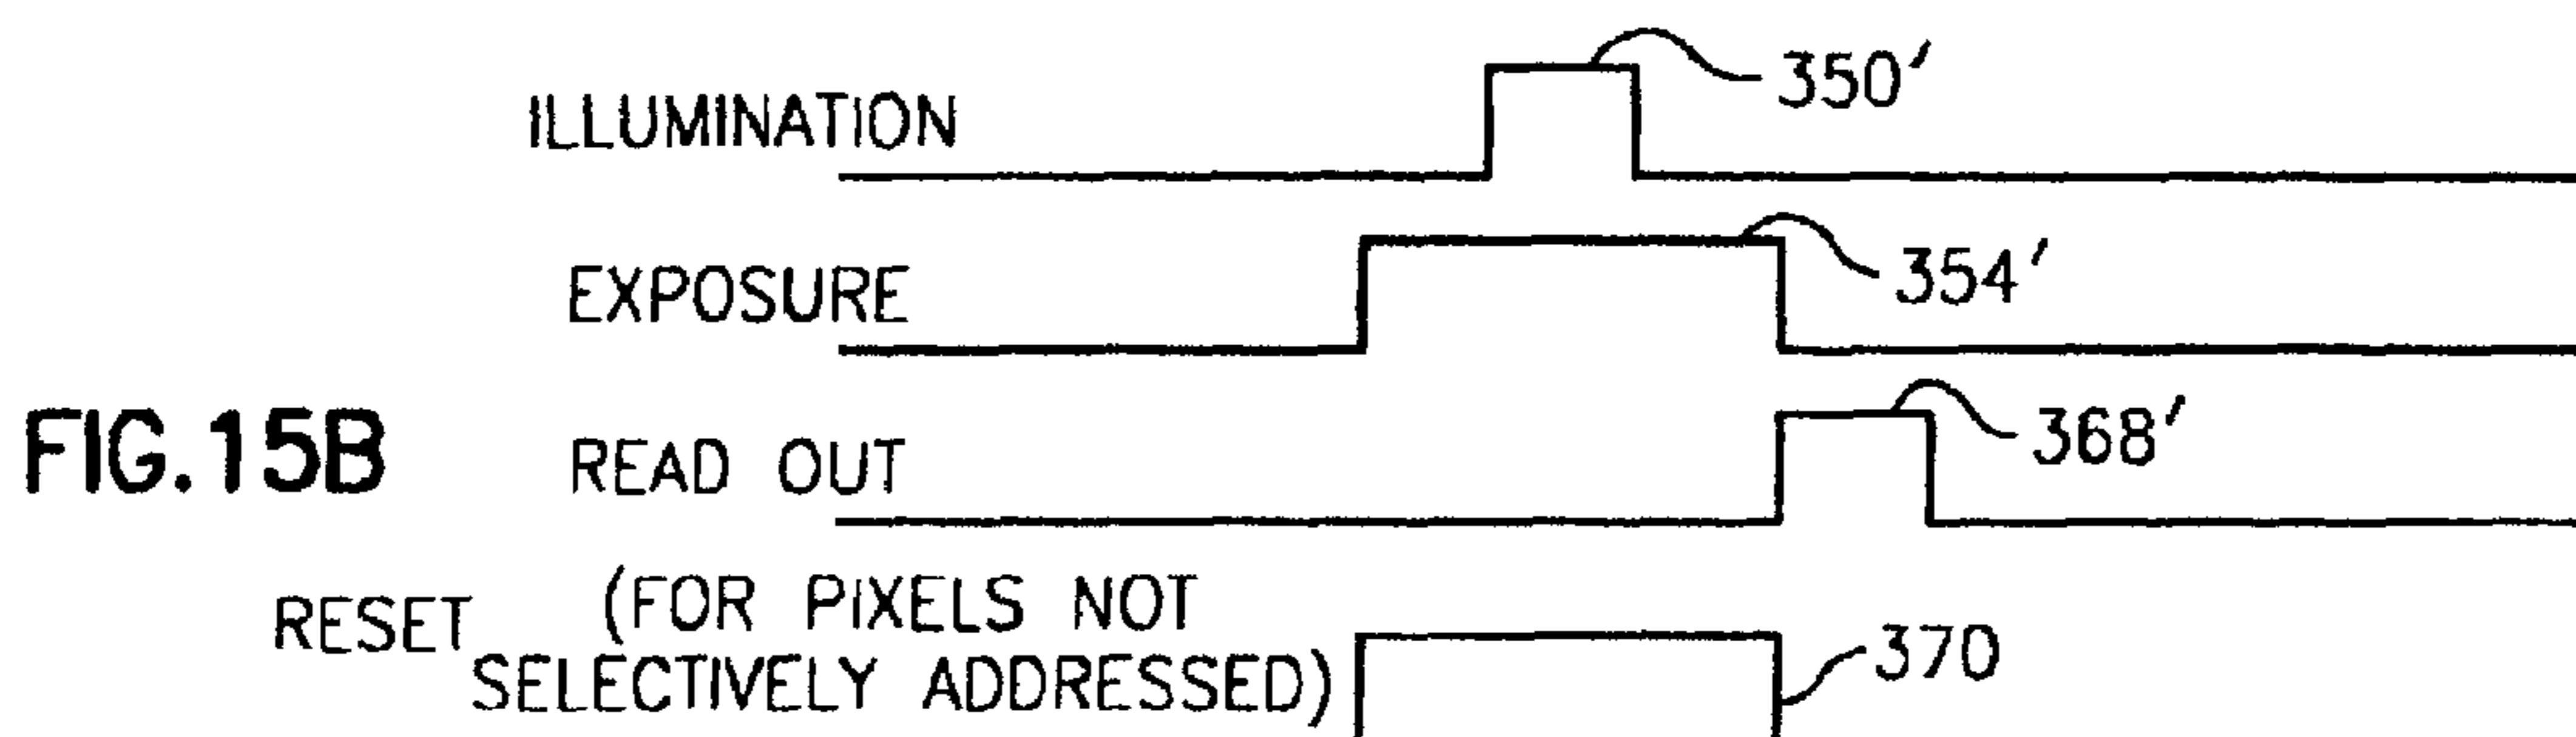 350′
ILLUMINATION
EXPOSURE
354′
FIG.15B
READ OUT
368′
RESET
(FOR PIXELS NOT
SELECTIVELY ADDRESSED)
370